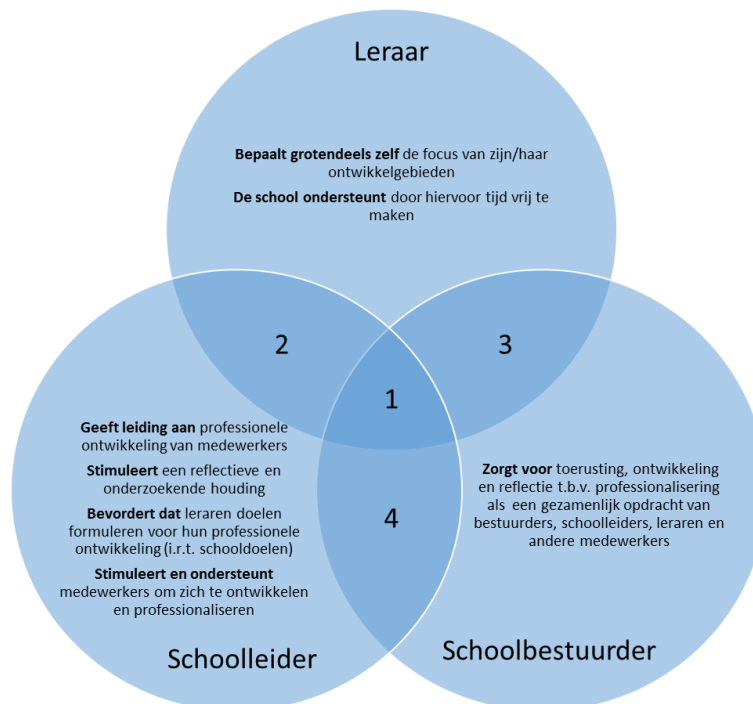 Leraar
Bepaalt grotendeels zelf de focus van zijn/haar
ontwikkelgebieden
De school ondersteunt door hiervoor tijd vrij te
maken
2
3
1
Geeft leiding aan professionele
ontwikkeling van medewerkers
Stimuleert een reflectieve en
onderzoekende houding
Bevordert dat leraren doelen
formuleren voor hun professionele
ontwikkeling (i.r.t. schooldoelen)
Stimuleert en ondersteunt
medewerkers om zich te ontwikkelen
en professionaliseren
Schoolleider
4
Zorgt voor toerusting, ontwikkeling
en reflectie t.b.v. professionalisering
als een gezamenlijk opdracht van
bestuurders, schoolleiders, leraren en
andere medewerkers
Schoolbestuurder